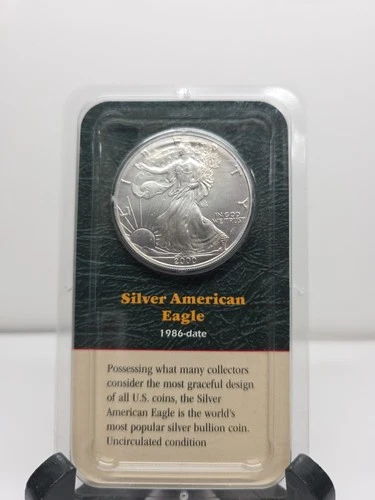 LIBERTY
IN GOD
WE TRUST
2000
Silver American
Eagle
1986-date
Possessing what many collectors
consider the most graceful design
of all U.S. coins, the Silver
American Eagle is the world's
most popular silver bullion coin.
Uncirculated condition